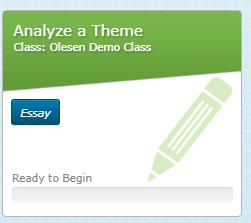 Analyze a Theme
Class: Olesen Demo Class
Essay
Ready to Begin